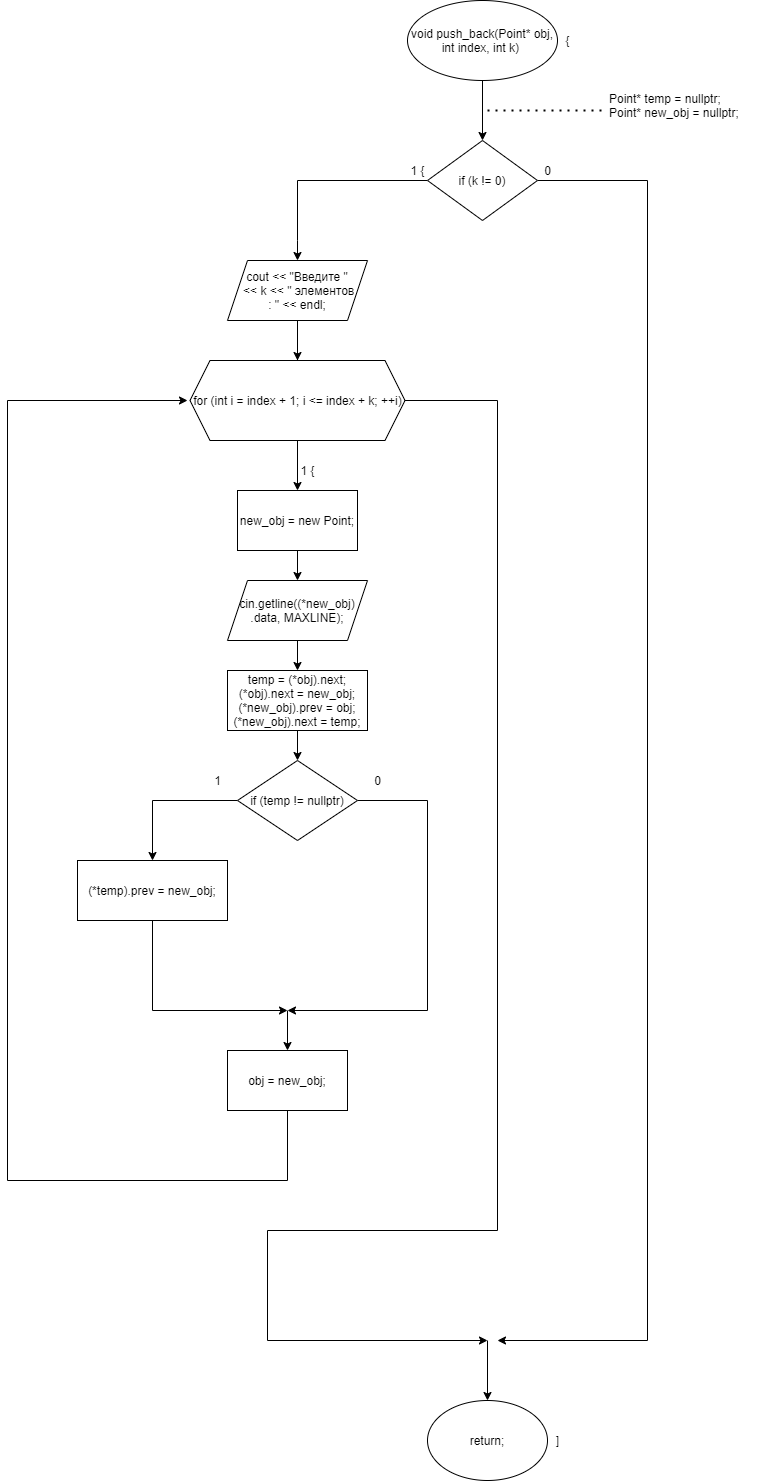 void push_back(Point* obj,
int index, int k)
{
Point* temp = nullptr;
Point* new_obj = nullptr;
1 {
if (k != 0)
0
cout << "Введите "
<< k << " элементов
: " << endl;
for (int i = index + 1; i <= index + k; ++i)
1 {
new_obj = new Point;
cin.getline((*new_obj)
.data, MAXLINE);
temp = (*obj).next;
(*obj).next = new_obj;
(*new_obj).prev = obj;
(*new_obj).next = temp;
1
0
if (temp != nullptr)
(*temp).prev = new_obj;
obj = new_obj;
return;
]